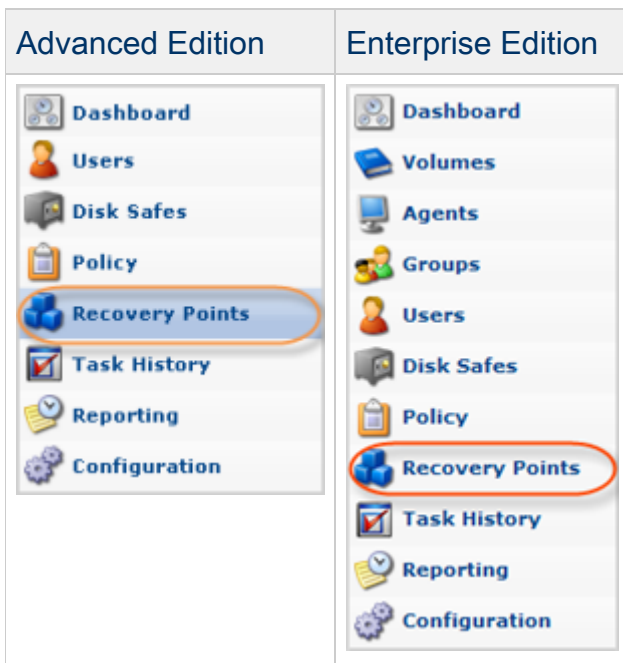 Advanced Edition
Dashboard
Users
Disk Safes
Policy
Recovery Points
Task History
Reporting
Configuration
Enterprise Edition
Dashboard
Volumes
Agents
Groups
Users
Disk Safes
Policy
Recovery Points
Task History
Reporting
Configuration